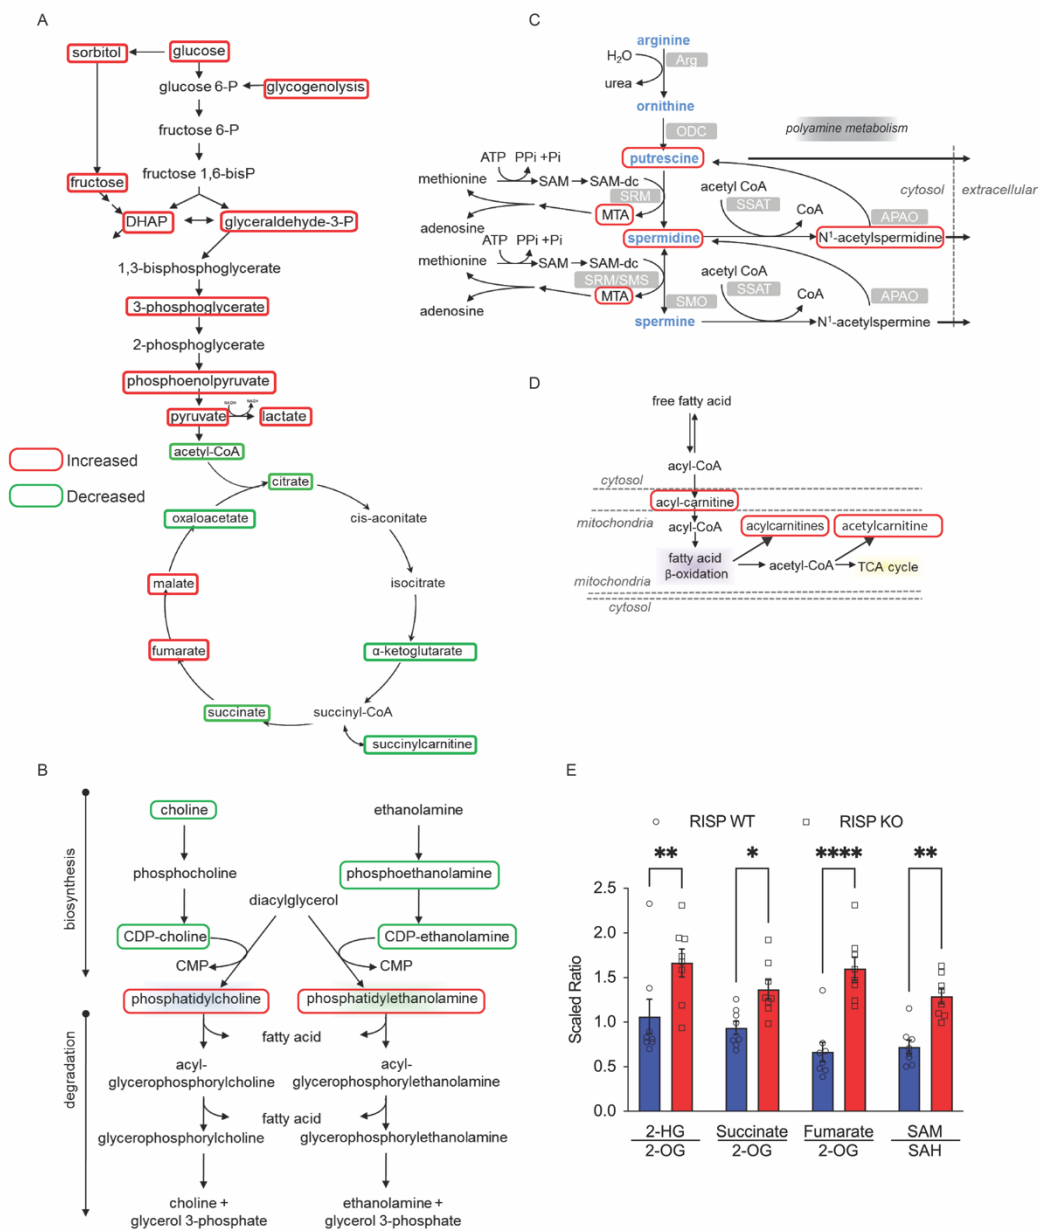 A
sorbitol
glucose
glucose 6-P
glycogenolysis
fructose 6-P
fructose
fructose 1,6-bisP
DHAP
glyceraldehyde-3-P
1,3-bisphosphoglycerate
3-phosphoglycerate
2-phosphoglycerate
phosphoenolpyruvate
pyruvate
NADH
lactate
acetyl-CoA
Increased
Decreased
citrate
oxaloacetate
cis-aconitate
malate
isocitrate
fumarate
α-ketoglutarate
succinate
succinyl-CoA
succinylcarnitine
C
arginine
H2O
Arg
urea
ornithine
ODC
polyamine metabolism
putrescine
ATP PPi +Pi
methionine
SAM
SAM-dc
SRM
MTA
adenosine
acetyl CoA
SSAT
CoA
APAO
cytosol
extracellular
spermidine
N1-acetylspermidine
ATP PPi +Pi
methionine
SAM
SAM-dc
SRM/SMS
MTA
adenosine
acetyl CoA
SSAT
CoA
APAO
SMO
spermine
N1-acetylspermine
D
free fatty acid
acyl-CoA
cytosol
acyl-carnitine
mitochondria
acyl-CoA
acylcarnitines
acetylcarnitine
fatty acid
β-oxidation
acetyl-CoA
TCA cycle
mitochondria
cytosol
B
biosynthesis
degradation
choline
ethanolamine
phosphocholine
phosphoethanolamine
diacylglycerol
CDP-choline
CDP-ethanolamine
CMP
CMP
phosphatidylcholine
phosphatidylethanolamine
fatty acid
acyl-
glycerophosphorylcholine
acyl-
glycerophosphorylethanolamine
fatty acid
glycerophosphorylcholine
glycerophosphorylethanolamine
choline +
glycerol 3-phosphate
ethanolamine +
glycerol 3-phosphate
E
RISP WT
RISP KO
** * **** **
Scaled Ratio
2.5
2.0
1.5
1.0
0.5
0.0
2-HG
2-OG
Succinate
2-OG
Fumarate
2-OG
SAM
SAH